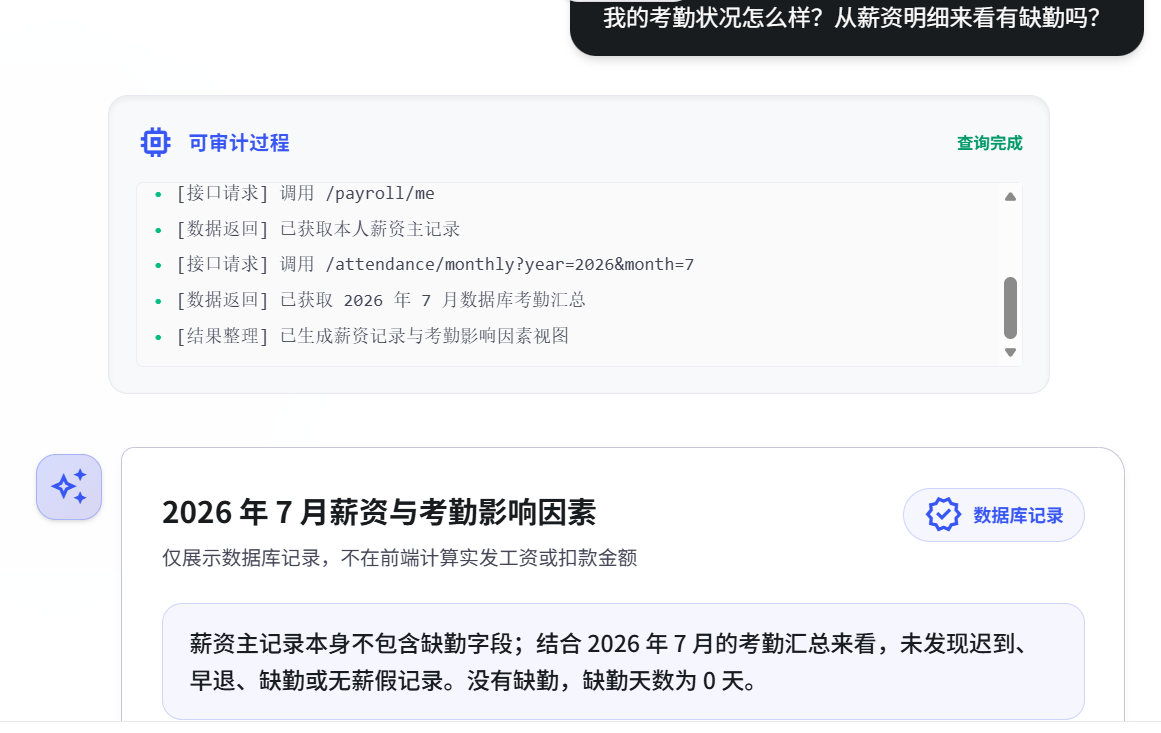 我的考勤状况怎么样？从薪资明细来看有缺勤吗？
可审计过程
查询完成
[接口请求] 调用 /payroll/me
[数据返回] 已获取本人薪资主记录
[接口请求] 调用 /attendance/monthly?year=2026&month=7
[数据返回] 已获取 2026 年 7 月数据库考勤汇总
[结果整理] 已生成薪资记录与考勤影响因素视图
2026 年 7 月薪资与考勤影响因素
数据库记录
仅展示数据库记录，不在前端计算实发工资或扣款金额
薪资主记录本身不包含缺勤字段；结合 2026 年 7 月的考勤汇总来看，未发现迟到、
早退、缺勤或无薪假记录。没有缺勤，缺勤天数为 0 天。